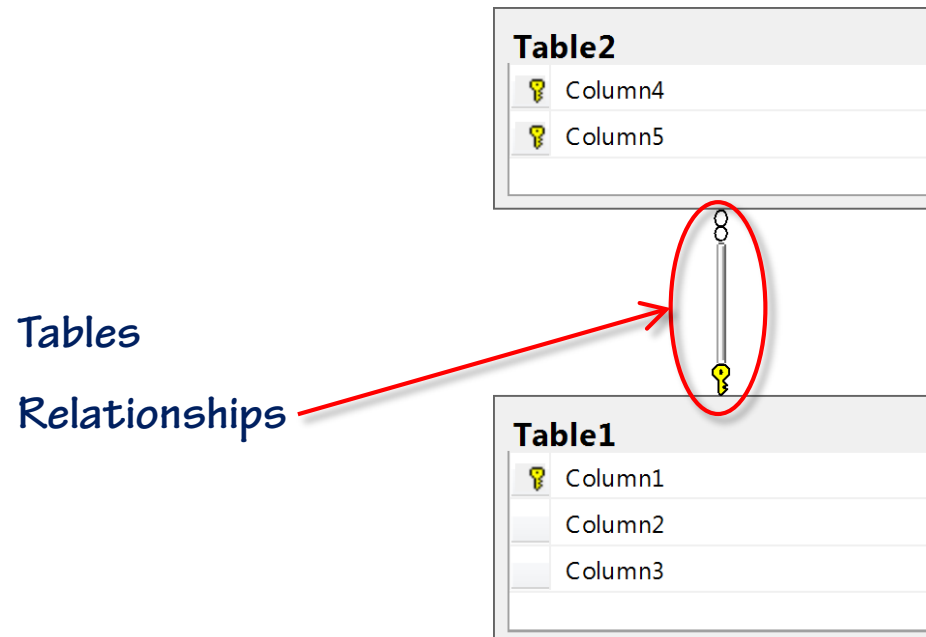 Table2
Column4
Column5
Tables
Relationships
Table1
Column1
Column2
Column3